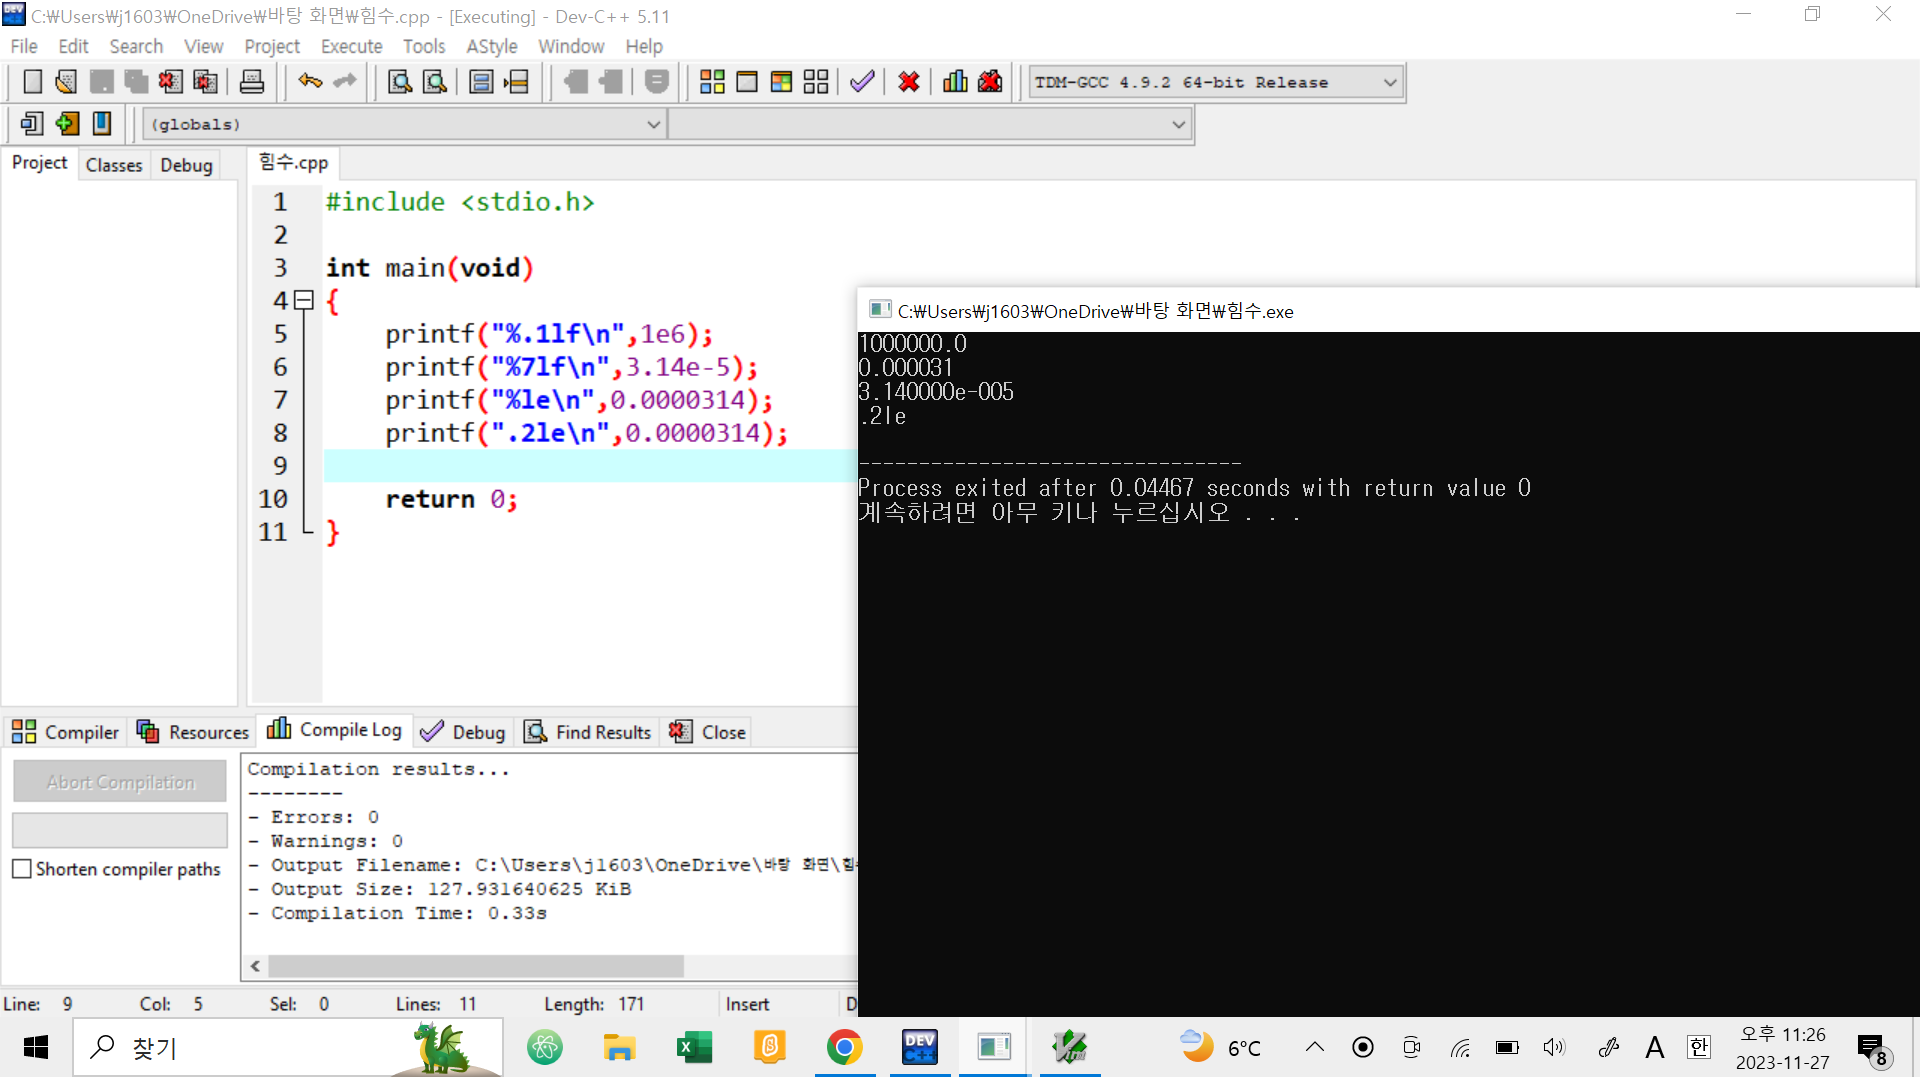 C:\Users\j1603\OneDrive\바탕 화면\힘수.cpp - [Executing] - Dev-C++ 5.11
File Edit Search View Project Execute Tools AStyle Window Help
TDM-GCC 4.9.2 64-bit Release
(globals)
Project Classes Debug
힘수.cpp
1 #include <stdio.h>
2
3 int main(void)
4 {
5 printf("%.1lf\n",1e6);
6 printf("%7lf\n",3.14e-5);
7 printf("%le\n",0.0000314);
8 printf(".2le\n",0.0000314);
9
10 return 0;
11 }
C:\Users\j1603\OneDrive\바탕 화면\힘수.exe
1000000.0
0.000031
3.140000e-005
.2le
--------------------------------
Process exited after 0.04467 seconds with return value 0
계속하려면 아무 키나 누르십시오 . . .
Compiler Resources Compile Log Debug Find Results Close
Abort Compilation
Shorten compiler paths
Compilation results...
--------
- Errors: 0
- Warnings: 0
- Output Filename: C:\Users\j1603\OneDrive\바탕 화면\
- Output Size: 127.931640625 KiB
- Compilation Time: 0.33s
Line: 9 Col: 5 Sel: 0 Lines: 11 Length: 171 Insert D
찾기
DEV C++
6°C
A 한
오후 11:26
2023-11-27
8